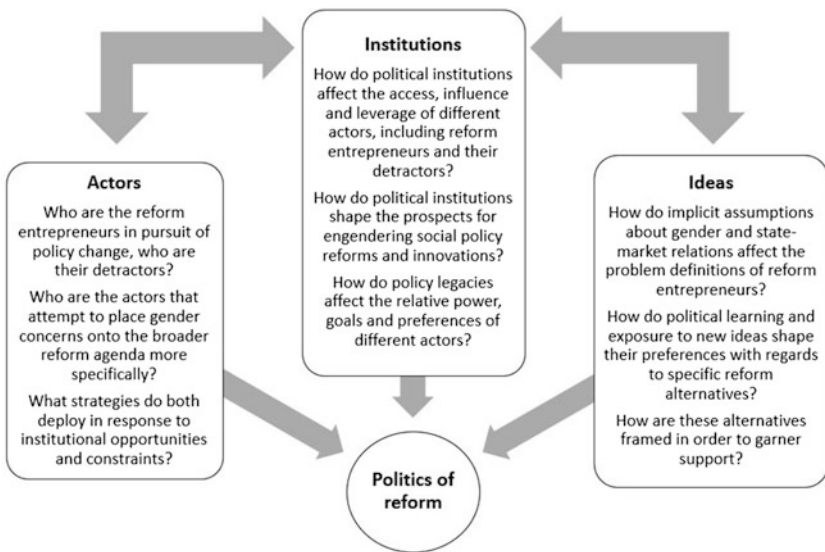 Institutions
How do political institutions
affect the access, influence
and leverage of different
actors, including reform
entrepreneurs and their
detractors?
How do political institutions
shape the prospects for
engendering social policy
reforms and innovations?
How do policy legacies
affect the relative power,
goals and preferences of
different actors?
Actors
Who are the reform
entrepreneurs in pursuit of
policy change, who are
their detractors?
Who are the actors that
attempt to place gender
concerns onto the broader
reform agenda more
specifically?
What strategies do both
deploy in response to
institutional opportunities
and constraints?
Ideas
How do implicit assumptions
about gender and state-
market relations affect the
problem definitions of reform
entrepreneurs?
How do political learning and
exposure to new ideas shape
their preferences with regards
to specific reform
alternatives?
How are these alternatives
framed in order to garner
support?
Politics of
reform